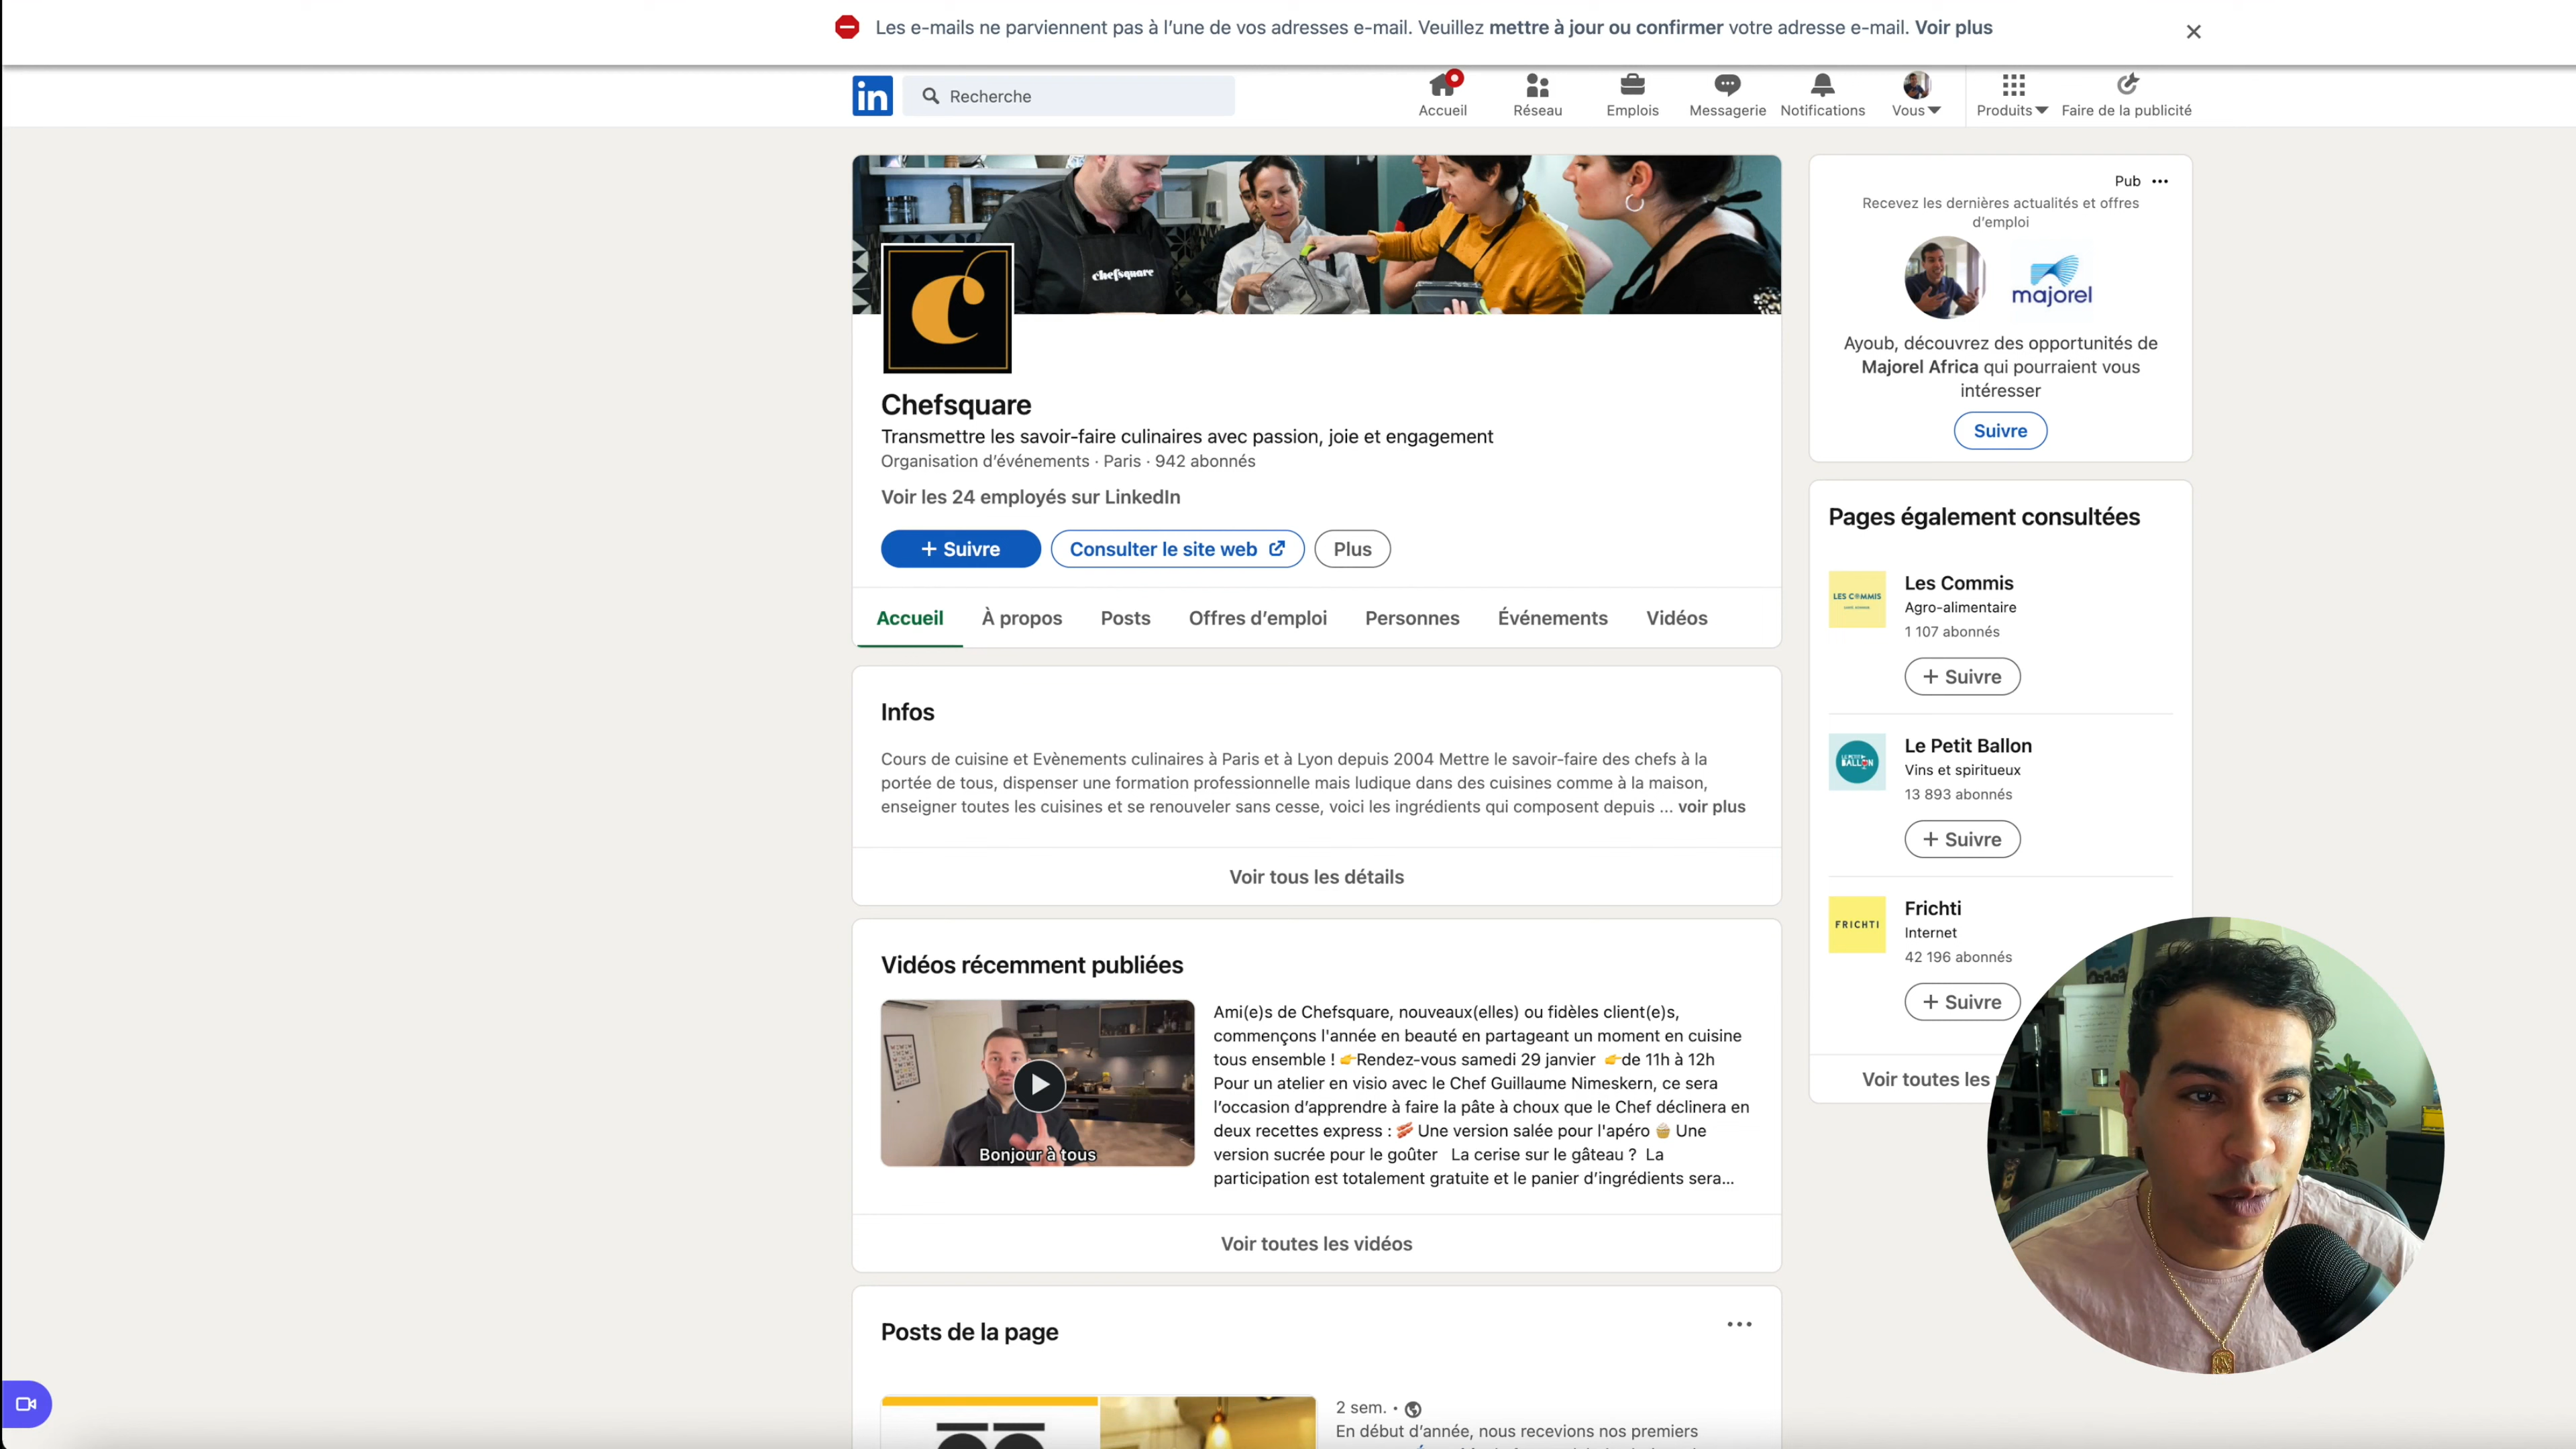 Les e-mails ne parviennent pas à l’une de vos adresses e-mail. Veuillez mettre à jour ou confirmer votre adresse e-mail. Voir plus
in
Recherche
Accueil
Réseau
Emplois
Messagerie
Notifications
Vous
Produits
Faire de la publicité
chefsquare
Chefsquare
Transmettre les savoir-faire culinaires avec passion, joie et engagement
Organisation d’événements · Paris · 942 abonnés
Voir les 24 employés sur LinkedIn
+ Suivre
Consulter le site web
Plus
Accueil
À propos
Posts
Offres d’emploi
Personnes
Événements
Vidéos
Infos
Cours de cuisine et Evènements culinaires à Paris et à Lyon depuis 2004 Mettre le savoir-faire des chefs à la
portée de tous, dispenser une formation professionnelle mais ludique dans des cuisines comme à la maison,
enseigner toutes les cuisines et se renouveler sans cesse, voici les ingrédients qui composent depuis ... voir plus
Voir tous les détails
Vidéos récemment publiées
Bonjour à tous
Ami(e)s de Chefsquare, nouveaux(elles) ou fidèles client(e)s,
commençons l'année en beauté en partageant un moment en cuisine
tous ensemble ! 👉Rendez-vous samedi 29 janvier 👉de 11h à 12h
Pour un atelier en visio avec le Chef Guillaume Nimeskern, ce sera
l’occasion d’apprendre à faire la pâte à choux que le Chef déclinera en
deux recettes express : 🥓 Une version salée pour l'apéro 🧁 Une
version sucrée pour le goûter La cerise sur le gâteau ? La
participation est totalement gratuite et le panier d’ingrédients sera...
Voir toutes les vidéos
Posts de la page
2 sem. •
En début d’année, nous recevions nos premiers
Pub
Recevez les dernières actualités et offres
d’emploi
majorel
Ayoub, découvrez des opportunités de
Majorel Africa qui pourraient vous
intéresser
Suivre
Pages également consultées
LES COMMIS
Les Commis
Agro-alimentaire
1 107 abonnés
+ Suivre
LE PETIT
BALLON
Le Petit Ballon
Vins et spiritueux
13 893 abonnés
+ Suivre
FRICHTI
Frichti
Internet
42 196 abonnés
+ Suivre
Voir toutes les